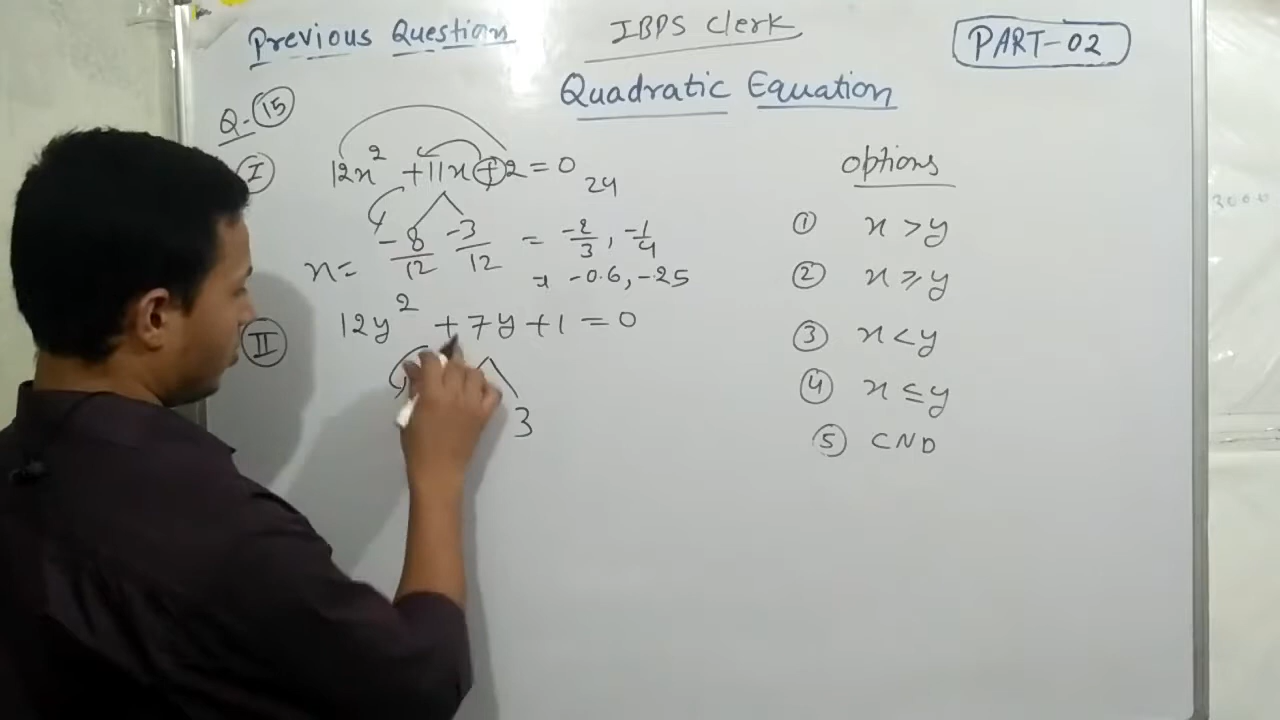 Previous Question IBPS Clerk PART-02
Quadratic Equation
Q. 15
I 12x² + 11x + 2 = 0 24
x = -8/12 -3/12 = -2/3, -1/4
→ -0.6, -.25
II 12y² + 7y + 1 = 0
3
Options
1 x > y
2 x ⩾ y
3 x < y
4 x ≤ y
5 CND